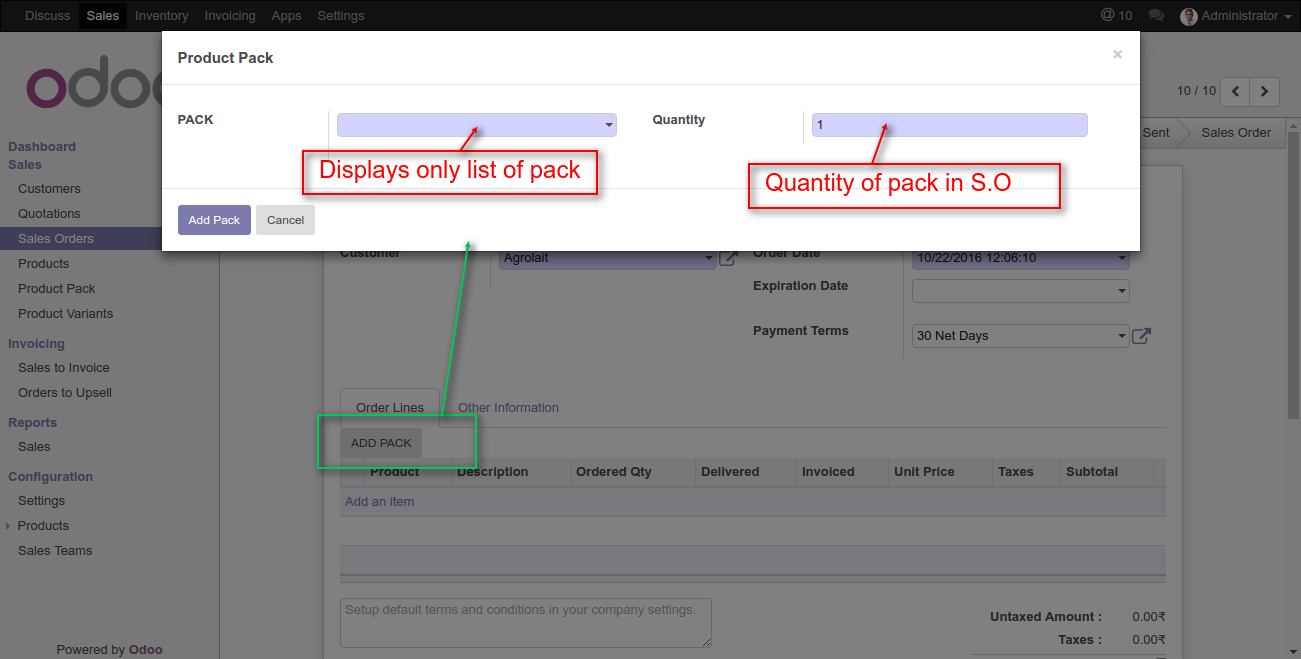 Discuss Sales Inventory Invoicing Apps Settings @ 10 Administrator
odoo
Product Pack ×
PACK Quantity 1
Displays only list of pack
Quantity of pack in S.O
Add Pack Cancel
10 / 10
Sent Sales Order
Dashboard
Sales
Customers
Quotations
Sales Orders
Products
Product Pack
Product Variants
Invoicing
Sales to Invoice
Orders to Upsell
Reports
Sales
Configuration
Settings
Products
Sales Teams
Powered by Odoo
Customer Agrolait Order Date 10/22/2016 12:06:10
Expiration Date
Payment Terms 30 Net Days
Order Lines Other Information
ADD PACK
Product Description Ordered Qty Delivered Invoiced Unit Price Taxes Subtotal
Add an item
Setup default terms and conditions in your company settings.
Untaxed Amount : 0.00₹
Taxes : 0.00₹